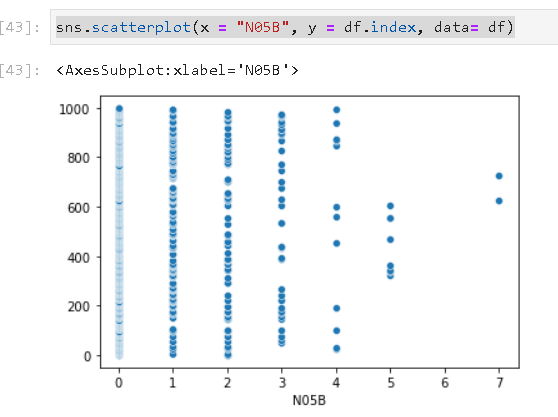 [43]: sns.scatterplot(x = "N05B", y = df.index, data= df)
[43]: <AxesSubplot:xlabel='N05B'>
1000
800
600
400
200
0
0 1 2 3 4 5 6 7
N05B